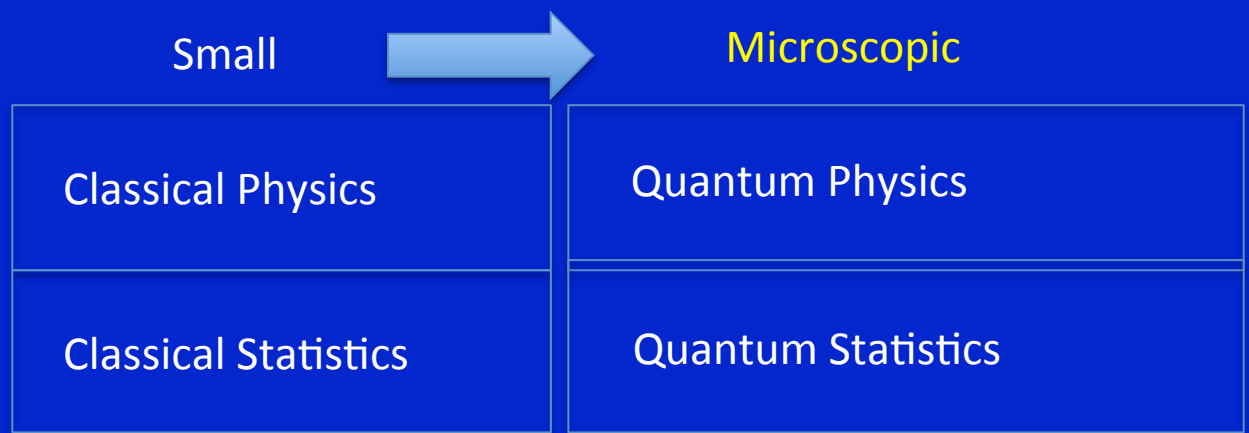 Small
Microscopic
Classical Physics
Quantum Physics
Classical Statistics
Quantum Statistics